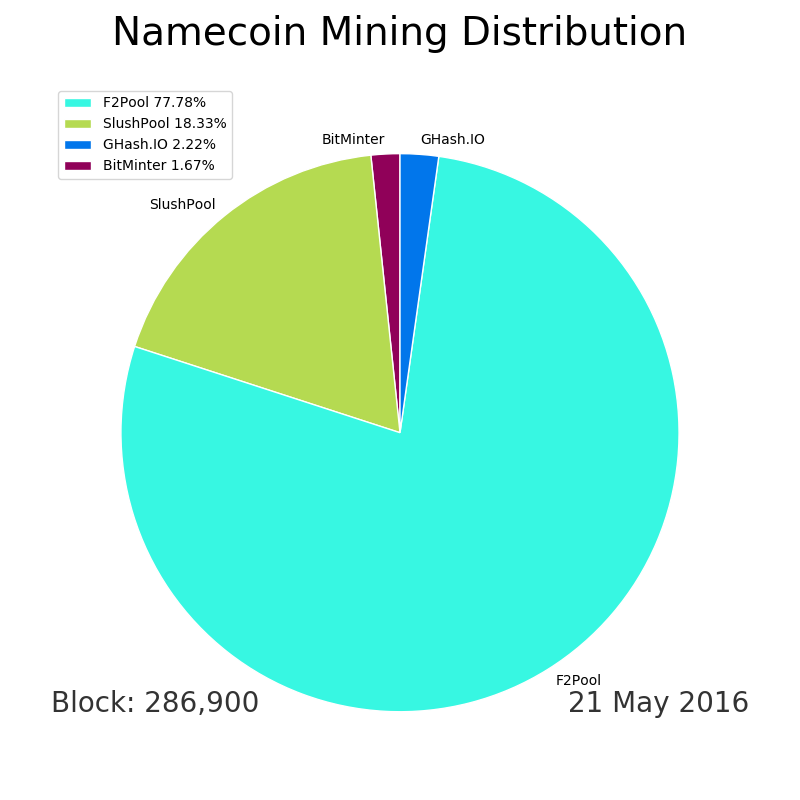 Namecoin Mining Distribution
F2Pool 77.78%
SlushPool 18.33%
GHash.IO 2.22%
BitMinter 1.67%
BitMinter
GHash.IO
SlushPool
F2Pool
Block: 286,900
21 May 2016